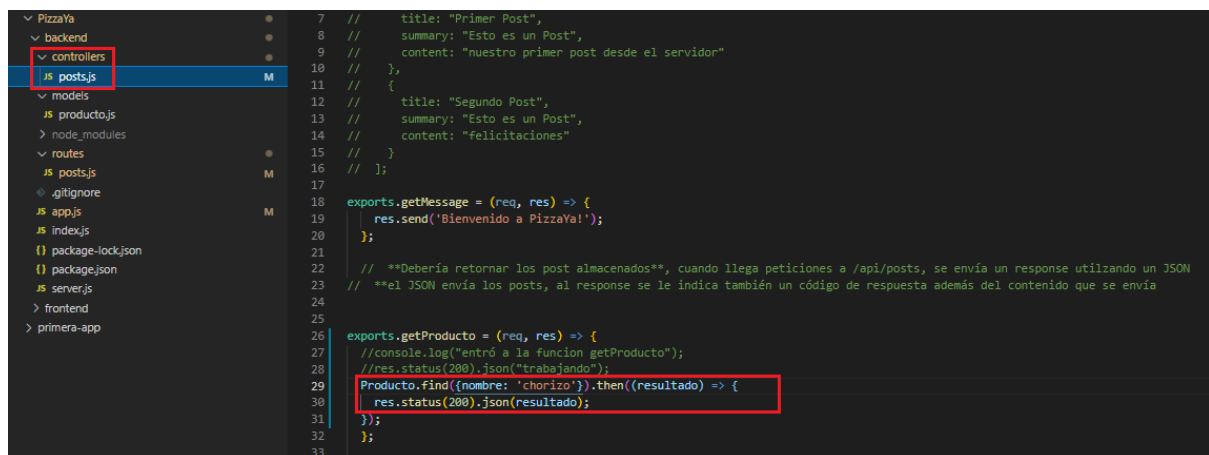 PizzaYa
backend
controllers
JS posts.js M
models
JS producto.js
node_modules
routes
JS posts.js M
.gitignore
JS app.js M
JS index.js
{} package-lock.json
{} package.json
JS server.js
frontend
primera-app
7 // title: "Primer Post",
8 // summary: "Esto es un Post",
9 // content: "nuestro primer post desde el servidor"
10 // },
11 // {
12 // title: "Segundo Post",
13 // summary: "Esto es un Post",
14 // content: "felicitaciones"
15 // }
16 // ];
17
18 exports.getMessage = (req, res) => {
19 res.send('Bienvenido a PizzaYa!');
20 };
21
22 // **Debería retornar los post almacenados**, cuando llega peticiones a /api/posts, se envía un response utilzando un JSON
23 // **el JSON envía los posts, al response se le indica también un código de respuesta además del contenido que se envía
24
25
26 exports.getProducto = (req, res) => {
27 //console.log("entró a la funcion getProducto");
28 //res.status(200).json("trabajando");
29 Producto.find({nombre: 'chorizo'}).then((resultado) => {
30 res.status(200).json(resultado);
31 });
32 };
33